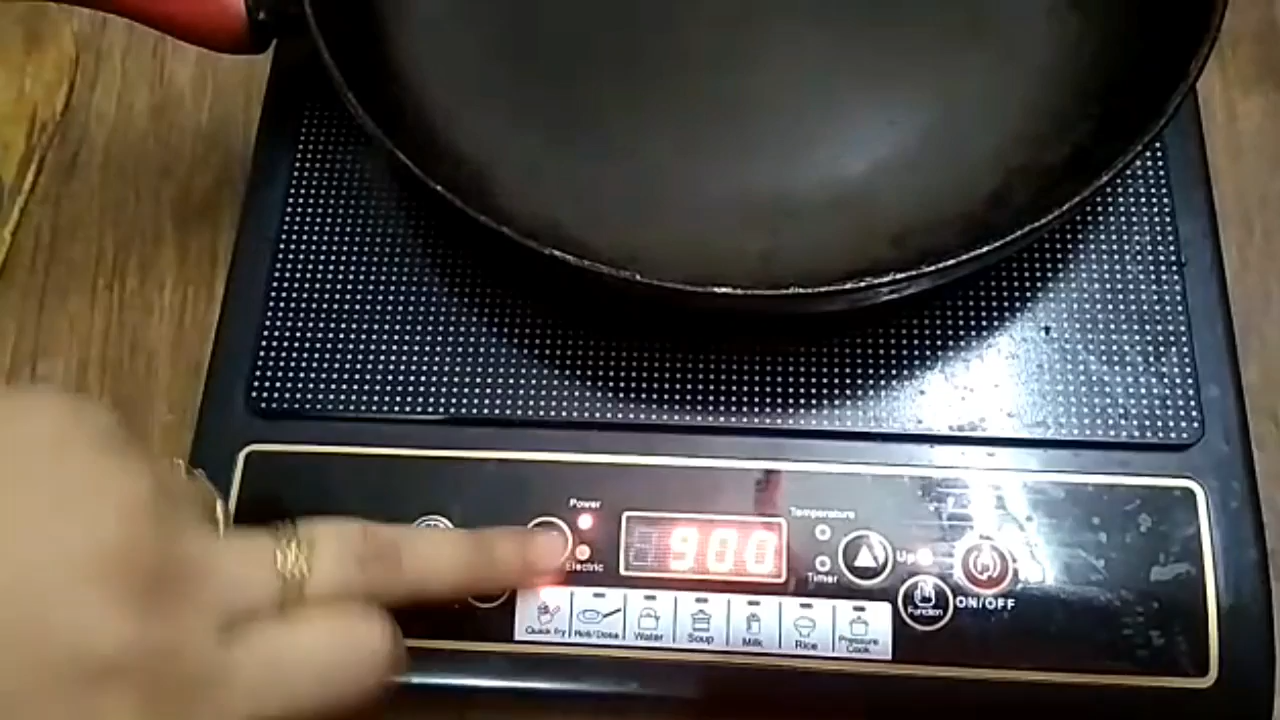 Power
Electric
900
Temperature
Timer
Up
Function
ON/OFF
Quick fry
Roti/Dosa
Water
Soup
Milk
Rice
Pressure Cook